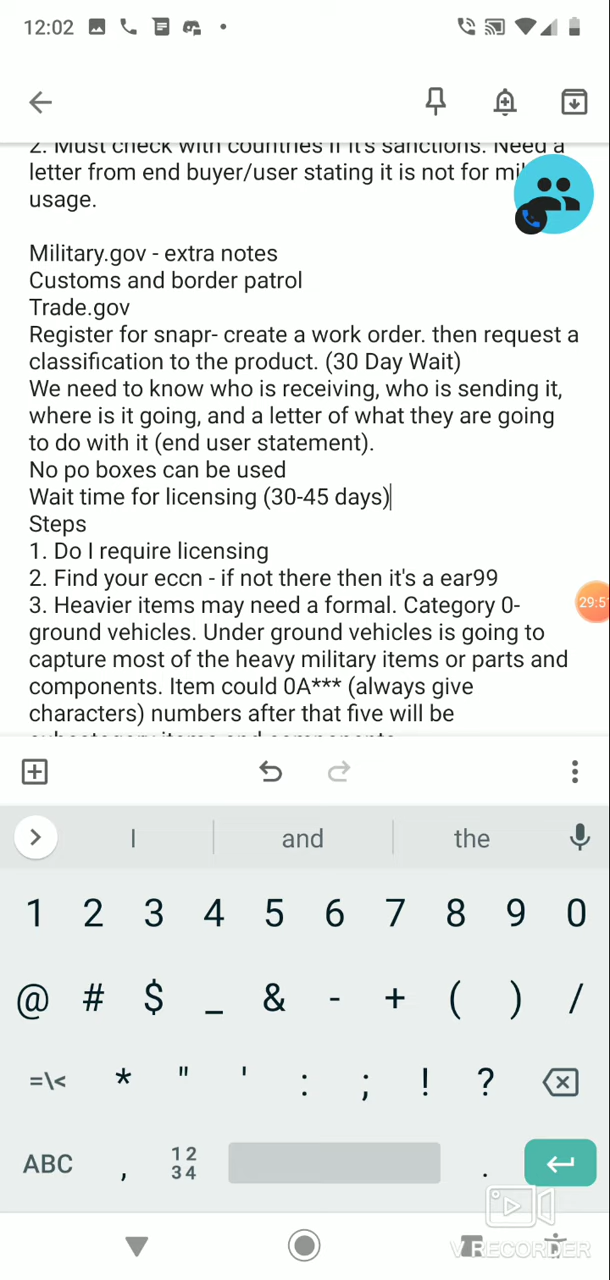 12:02
2. Must check with countries if it's sanctions. Need a
letter from end buyer/user stating it is not for
usage.
Military.gov - extra notes
Customs and border patrol
Trade.gov
Register for snapr- create a work order. then request a
classification to the product. (30 Day Wait)
We need to know who is receiving, who is sending it,
where is it going, and a letter of what they are going
to do with it (end user statement).
No po boxes can be used
Wait time for licensing (30-45 days)
Steps
1. Do I require licensing
2. Find your eccn - if not there then it's a ear99
29:5
3. Heavier items may need a formal. Category 0-
ground vehicles. Under ground vehicles is going to
capture most of the heavy military items or parts and
components. Item could 0A*** (always give
characters) numbers after that five will be
subcategory items and components
I and the
1 2 3 4 5 6 7 8 9 0
@ # $ _ & - + ( ) /
=\< * " ' : ; ! ?
ABC , 12 34 .
V RECORDER